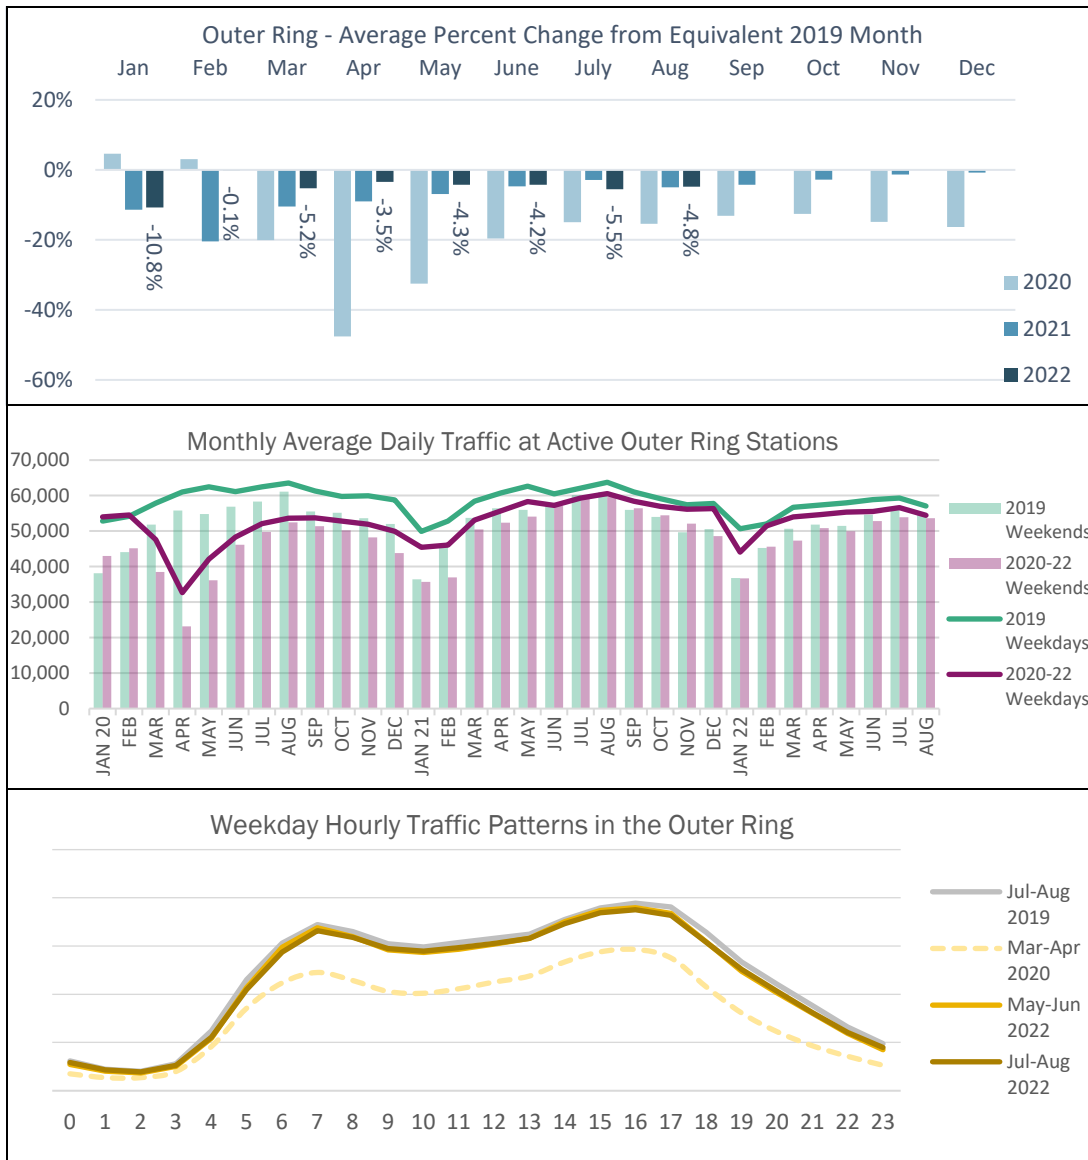 Outer Ring - Average Percent Change from Equivalent 2019 Month
Jan Feb Mar Apr May June July Aug Sep Oct Nov Dec
20%
0%
-20%
-40%
-60%
-10.8%
-0.1%
-5.2%
-3.5%
-4.3%
-4.2%
-5.5%
-4.8%
2020
2021
2022
Monthly Average Daily Traffic at Active Outer Ring Stations
70,000
60,000
50,000
40,000
30,000
20,000
10,000
0
JAN 20 FEB MAR APR MAY JUN JUL AUG SEP OCT NOV DEC JAN 21 FEB MAR APR MAY JUN JUL AUG SEP OCT NOV DEC JAN 22 FEB MAR APR MAY JUN JUL AUG
2019
Weekends
2020-22
Weekends
2019
Weekdays
2020-22
Weekdays
Weekday Hourly Traffic Patterns in the Outer Ring
0 1 2 3 4 5 6 7 8 9 10 11 12 13 14 15 16 17 18 19 20 21 22 23
Jul-Aug
2019
Mar-Apr
2020
May-Jun
2022
Jul-Aug
2022